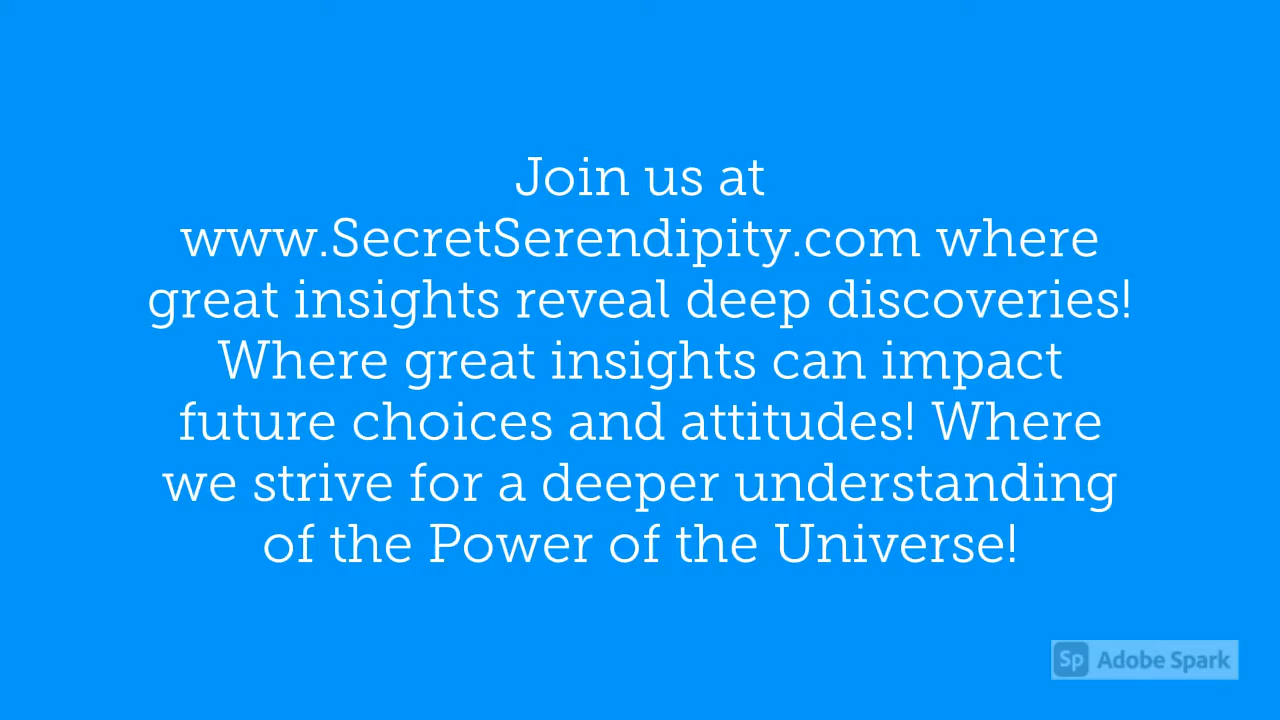 Join us at
www.SecretSerendipity.com where
great insights reveal deep discoveries!
Where great insights can impact
future choices and attitudes! Where
we strive for a deeper understanding
of the Power of the Universe!
Sp Adobe Spark